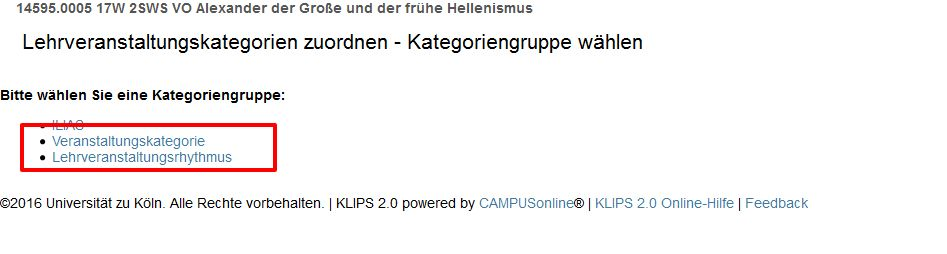 14595.0005 17W 2SWS VO Alexander der Große und der frühe Hellenismus
Lehrveranstaltungskategorien zuordnen - Kategoriengruppe wählen
Bitte wählen Sie eine Kategoriengruppe:
• ILIAS
• Veranstaltungskategorie
• Lehrveranstaltungsrhythmus
©2016 Universität zu Köln. Alle Rechte vorbehalten. | KLIPS 2.0 powered by CAMPUSonline® | KLIPS 2.0 Online-Hilfe | Feedback